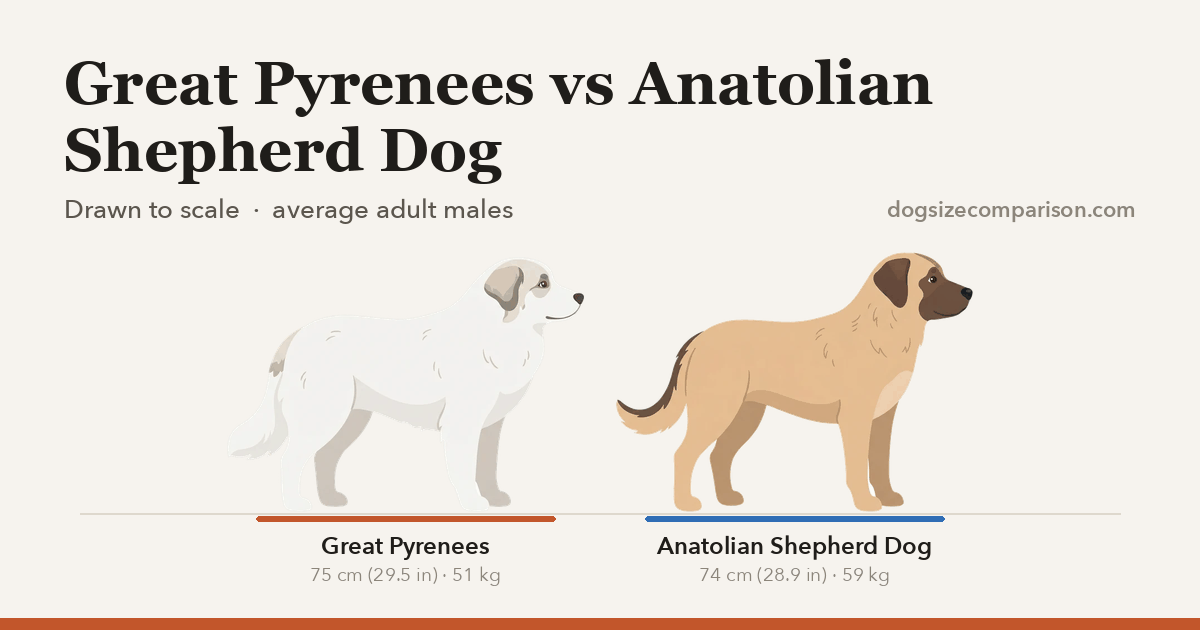 Great Pyrenees vs Anatolian
Shepherd Dog
Drawn to scale · average adult males
dogsizecomparison.com
Great Pyrenees
75 cm (29.5 in) · 51 kg
Anatolian Shepherd Dog
74 cm (28.9 in) · 59 kg